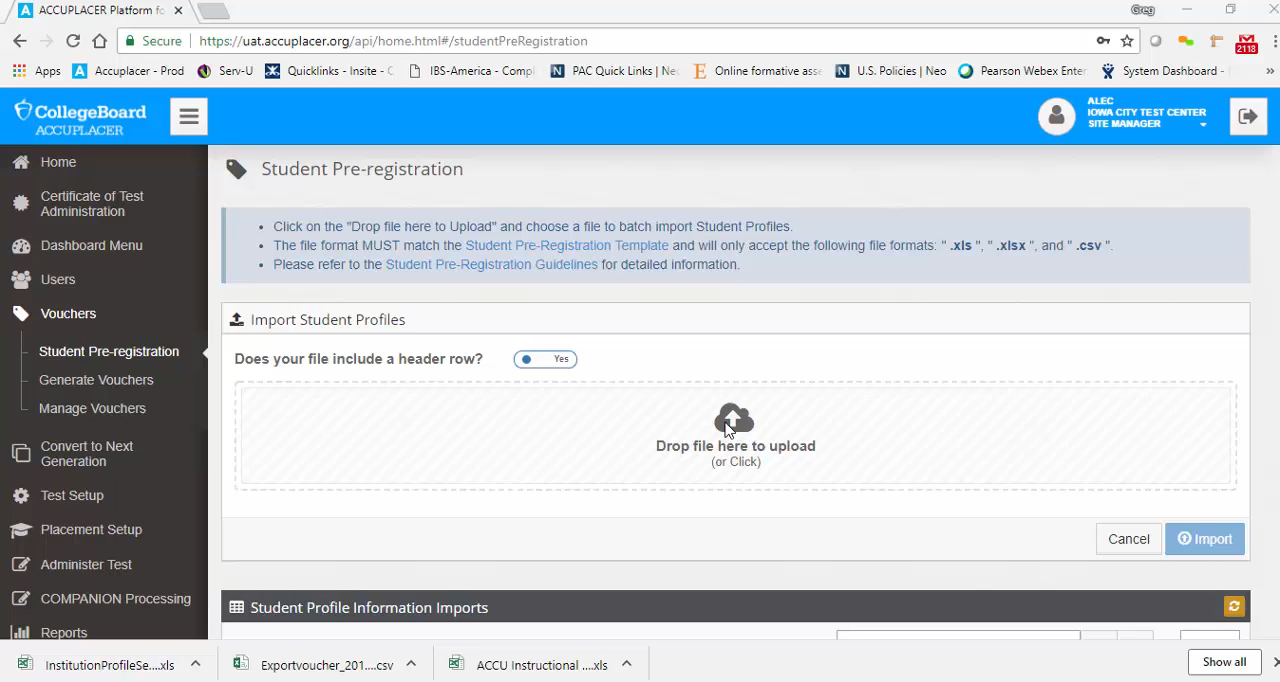 ACCUPLACER Platform fo
Greg
Secure
https://uat.accuplacer.org/api/home.html#/studentPreRegistration
2118
Apps
Accuplacer - Prod
Serv-U
Quicklinks - Insite - C
IBS-America - Compl
PAC Quick Links | Neo
Online formative asse
U.S. Policies | Neo
Pearson Webex Enter
System Dashboard -
»
CollegeBoard
ACCUPLACER
ALEC
IOWA CITY TEST CENTER
SITE MANAGER
Home
Certificate of Test
Administration
Dashboard Menu
Users
Vouchers
Student Pre-registration
Generate Vouchers
Manage Vouchers
Convert to Next
Generation
Test Setup
Placement Setup
Administer Test
COMPANION Processing
Reports
Student Pre-registration
• Click on the "Drop file here to Upload" and choose a file to batch import Student Profiles.
• The file format MUST match the Student Pre-Registration Template and will only accept the following file formats: " .xls ", " .xlsx ", and " .csv ".
• Please refer to the Student Pre-Registration Guidelines for detailed information.
Import Student Profiles
Does your file include a header row?
Yes
Drop file here to upload
(or Click)
Cancel
Import
Student Profile Information Imports
InstitutionProfileSe....xls
Exportvoucher_201....csv
ACCU Instructional ....xls
Show all